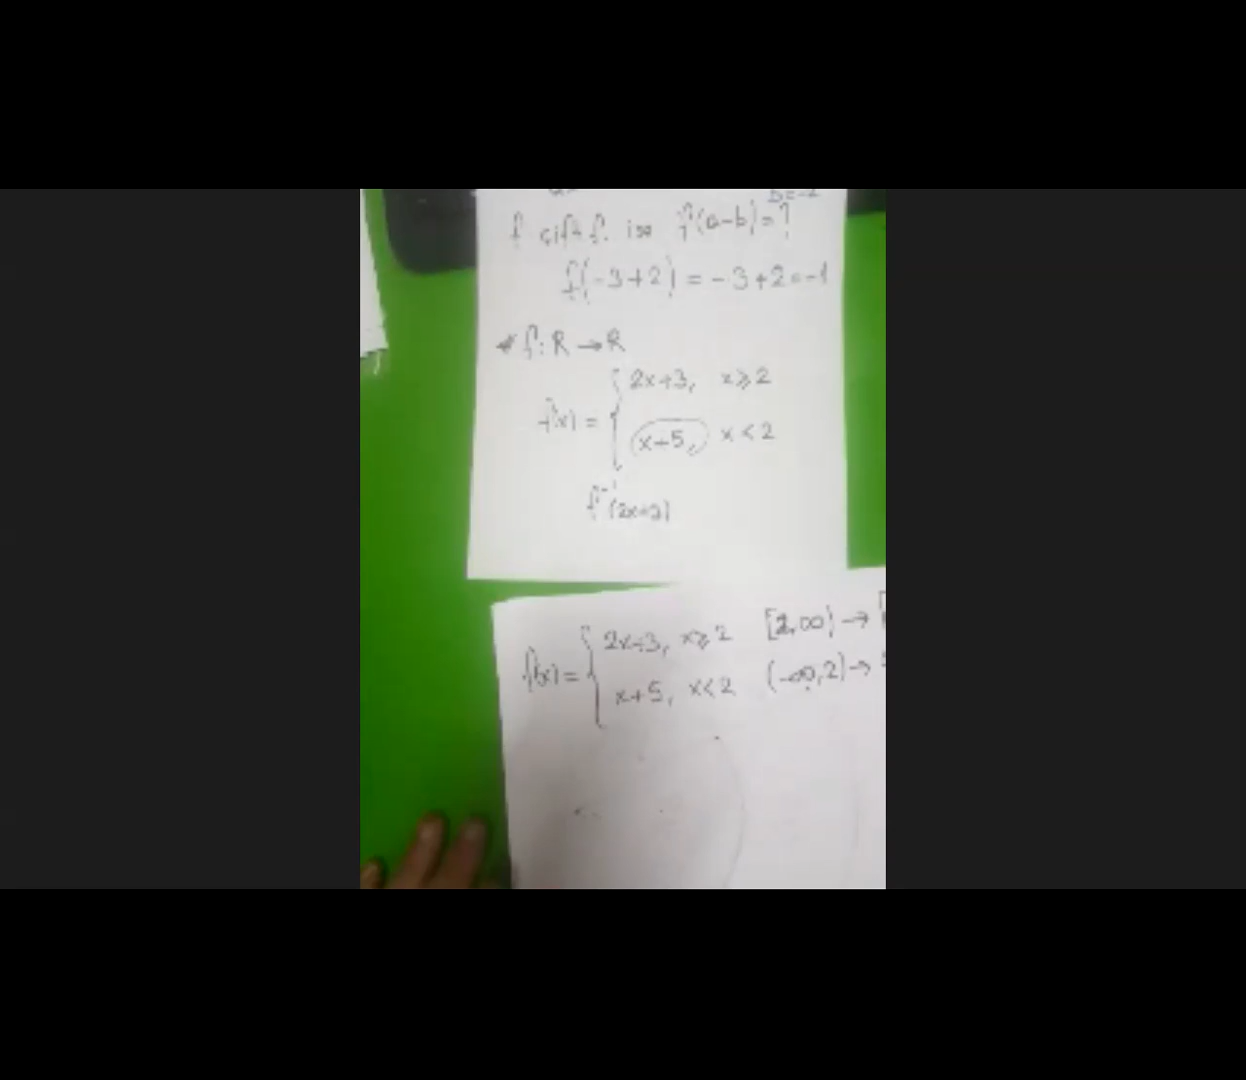 b=-2
f çift f. ise f(a-b)=?
f(-3+2) = -3+2=-1
* f: R → R
f(x) = { 2x+3, x≥2
x+5, x<2
f⁻¹(2x+3)
f(x) = { 2x+3, x≥2 [2,∞) → [
x+5, x<2 (-∞,2) →